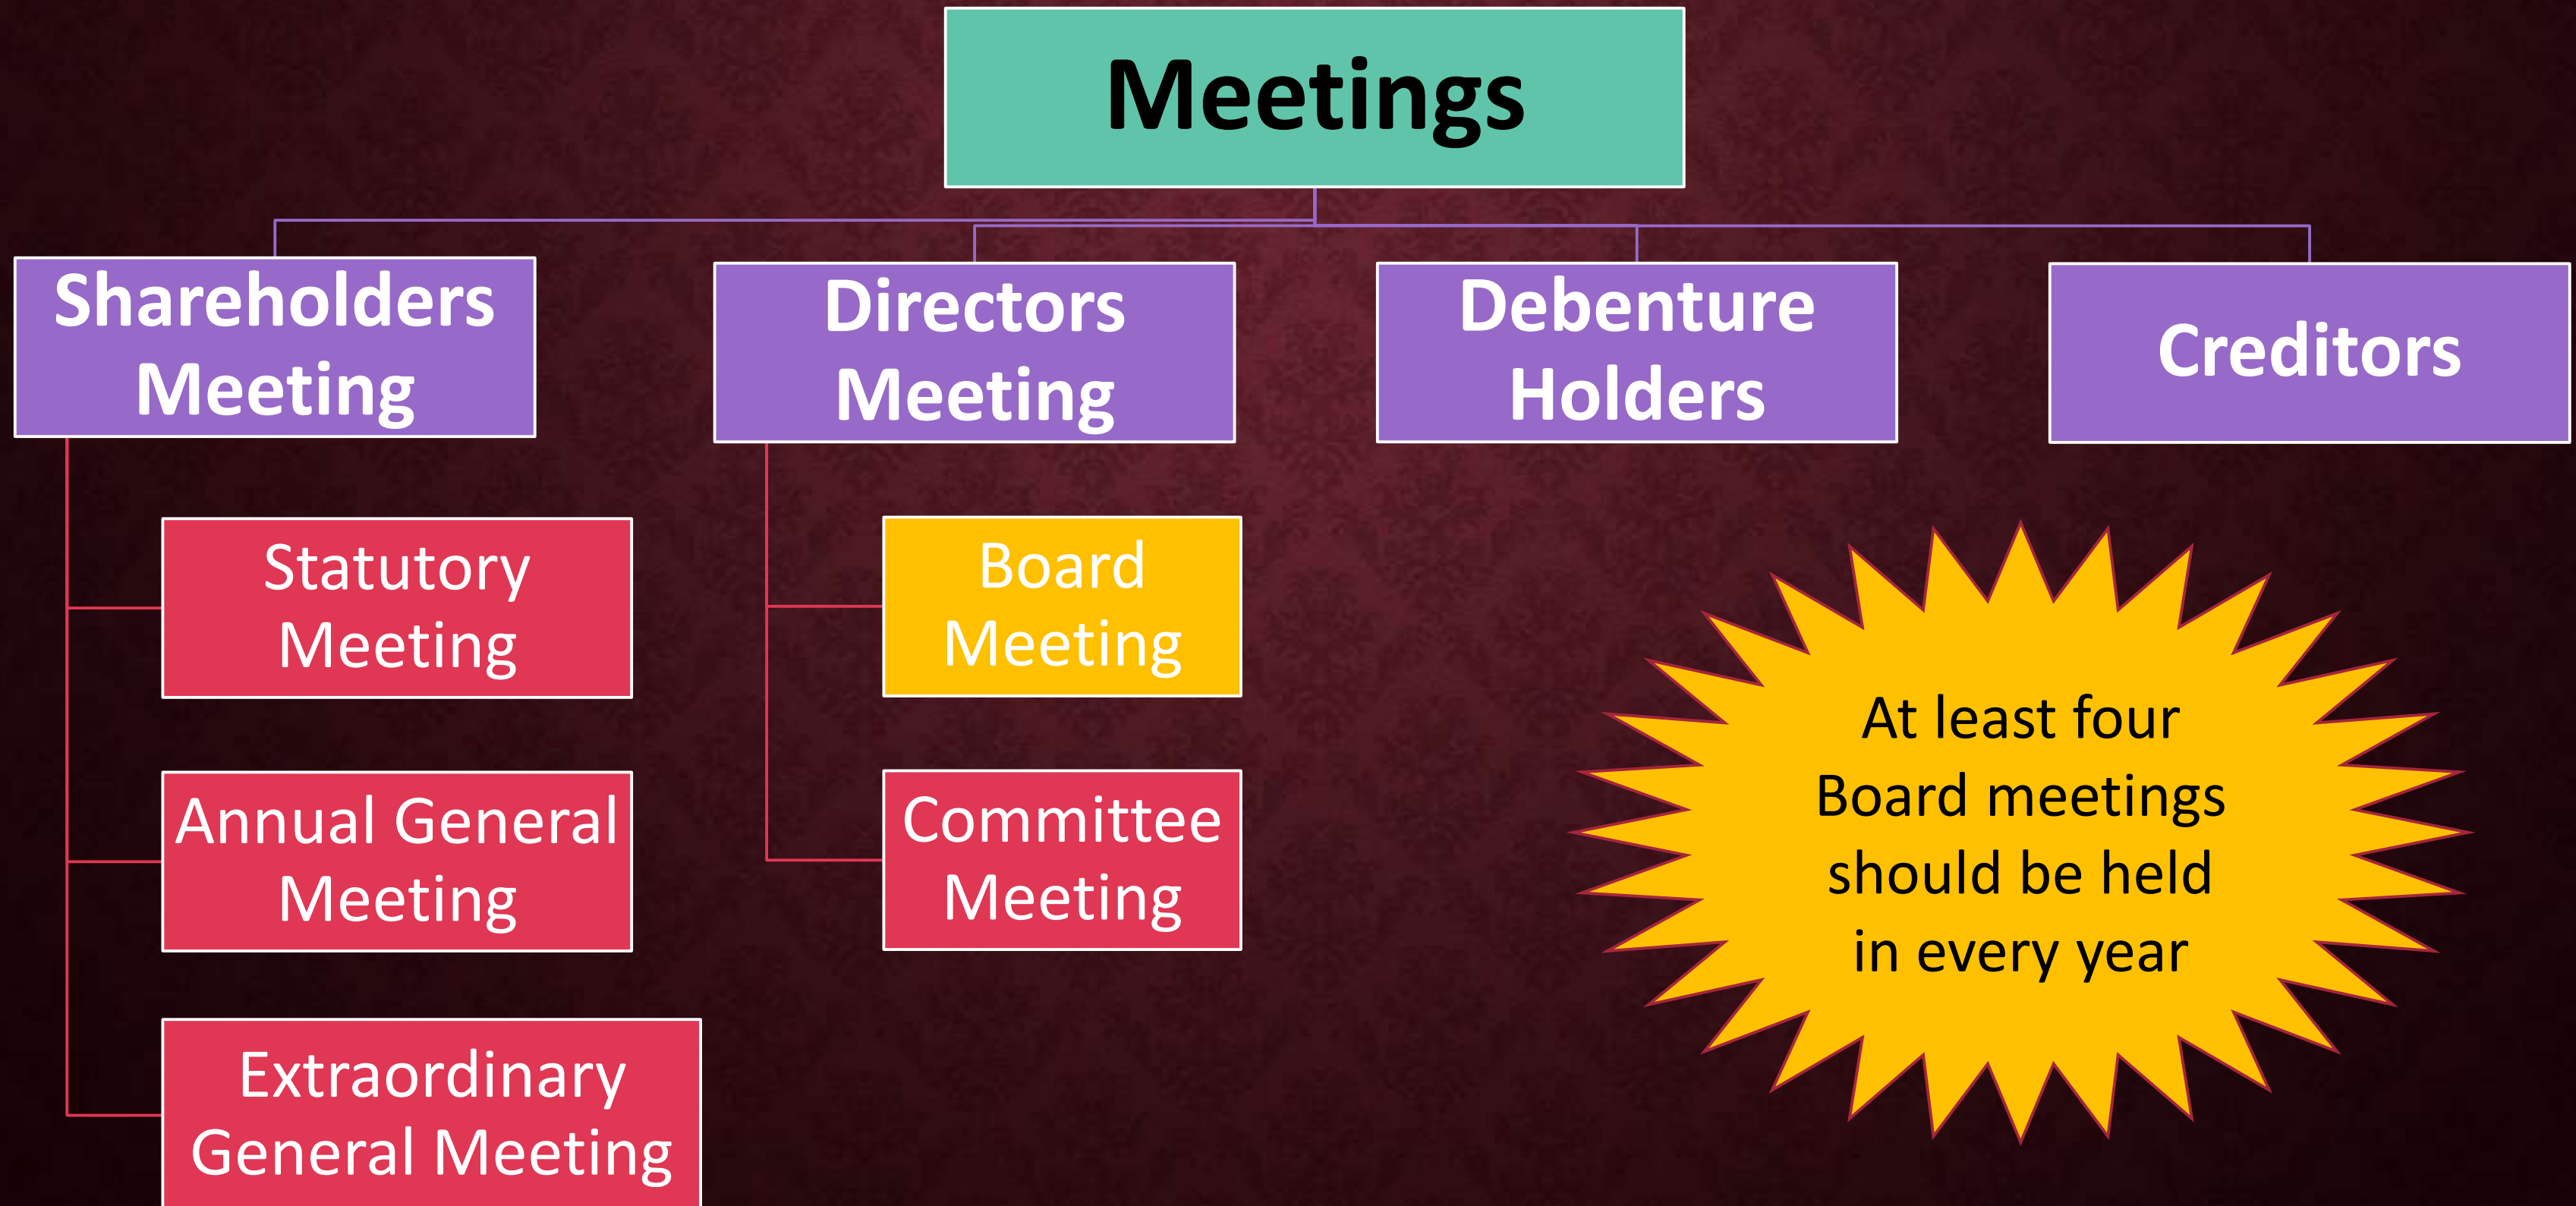 Meetings
Shareholders
Meeting
Directors
Meeting
Debenture
Holders
Creditors
Statutory
Meeting
Annual General
Meeting
Extraordinary
General Meeting
Board
Meeting
Committee
Meeting
At least four
Board meetings
should be held
in every year